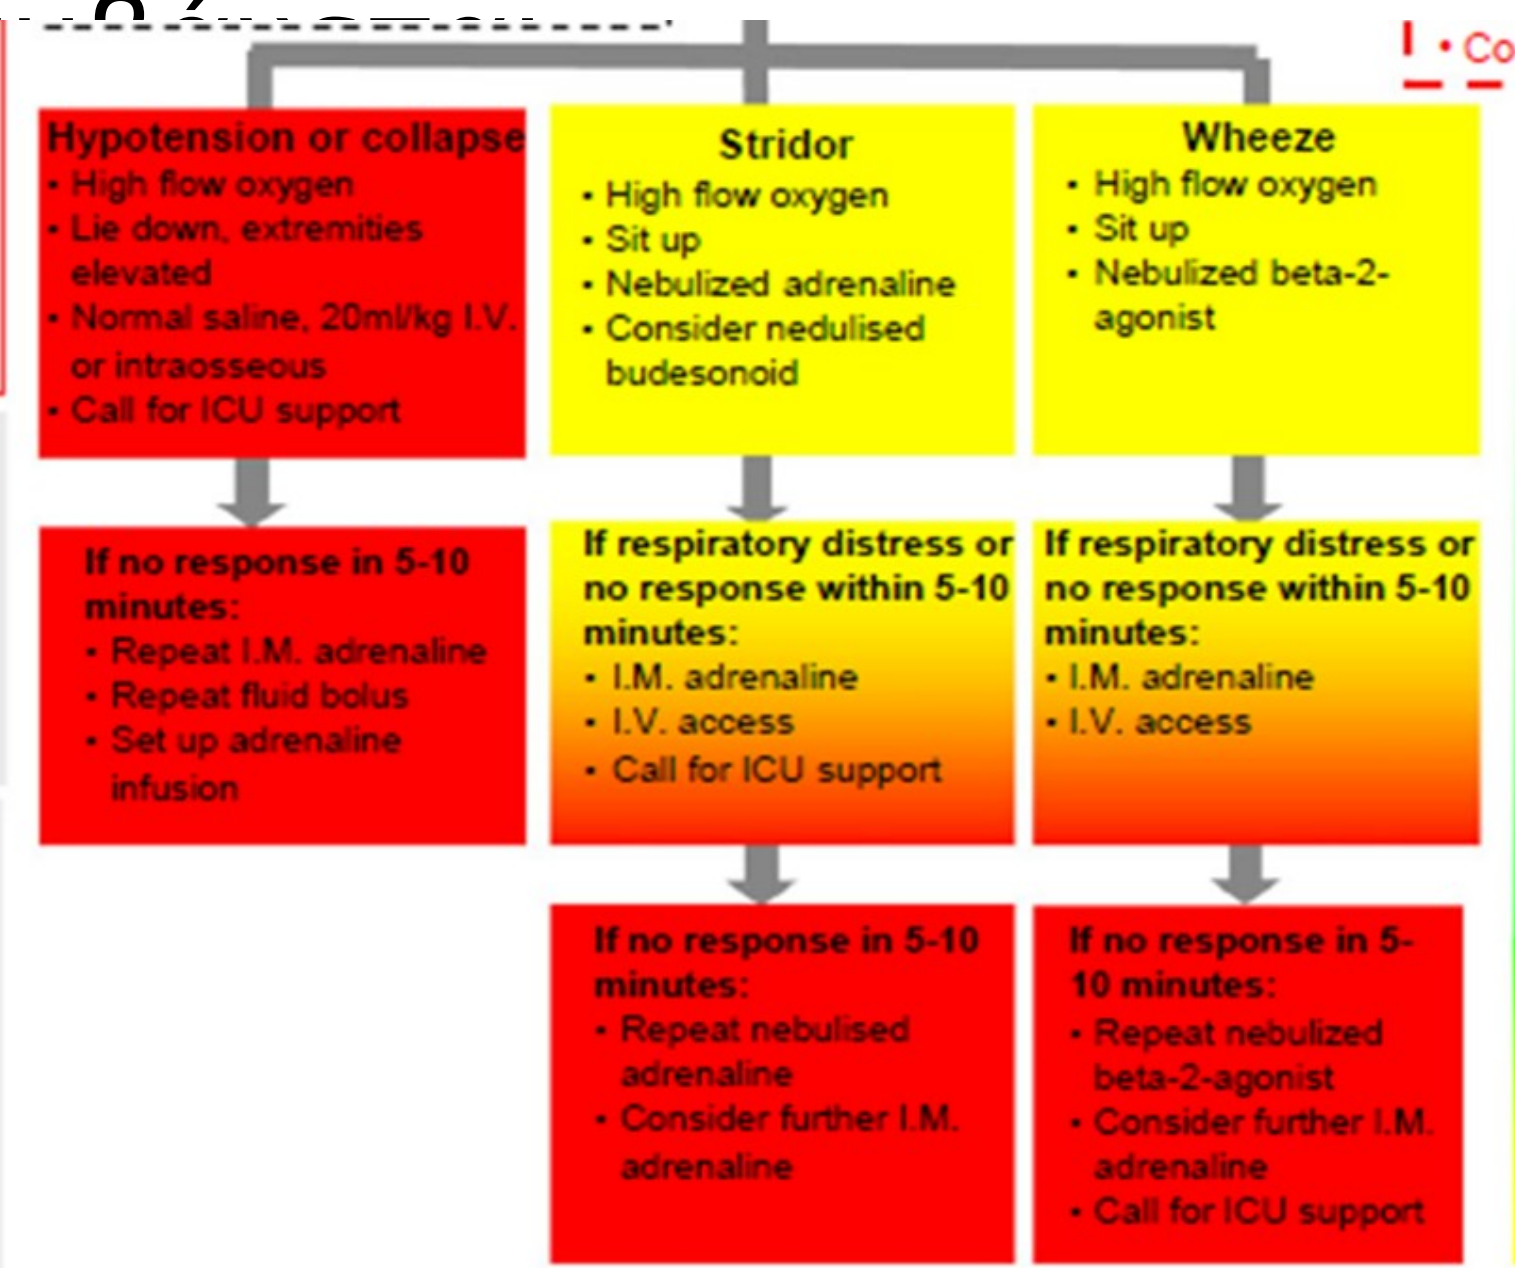 • Co
Hypotension or collapse
• High flow oxygen
• Lie down, extremities
elevated
• Normal saline, 20ml/kg I.V.
or intraosseous
• Call for ICU support
Stridor
• High flow oxygen
• Sit up
• Nebulized adrenaline
• Consider nedulised
budesonoid
Wheeze
• High flow oxygen
• Sit up
• Nebulized beta-2-
agonist
If no response in 5-10
minutes:
• Repeat I.M. adrenaline
• Repeat fluid bolus
• Set up adrenaline
infusion
If respiratory distress or
no response within 5-10
minutes:
• I.M. adrenaline
• I.V. access
• Call for ICU support
If respiratory distress or
no response within 5-10
minutes:
• I.M. adrenaline
• I.V. access
If no response in 5-10
minutes:
• Repeat nebulised
adrenaline
• Consider further I.M.
adrenaline
If no response in 5-
10 minutes:
• Repeat nebulized
beta-2-agonist
• Consider further I.M.
adrenaline
• Call for ICU support